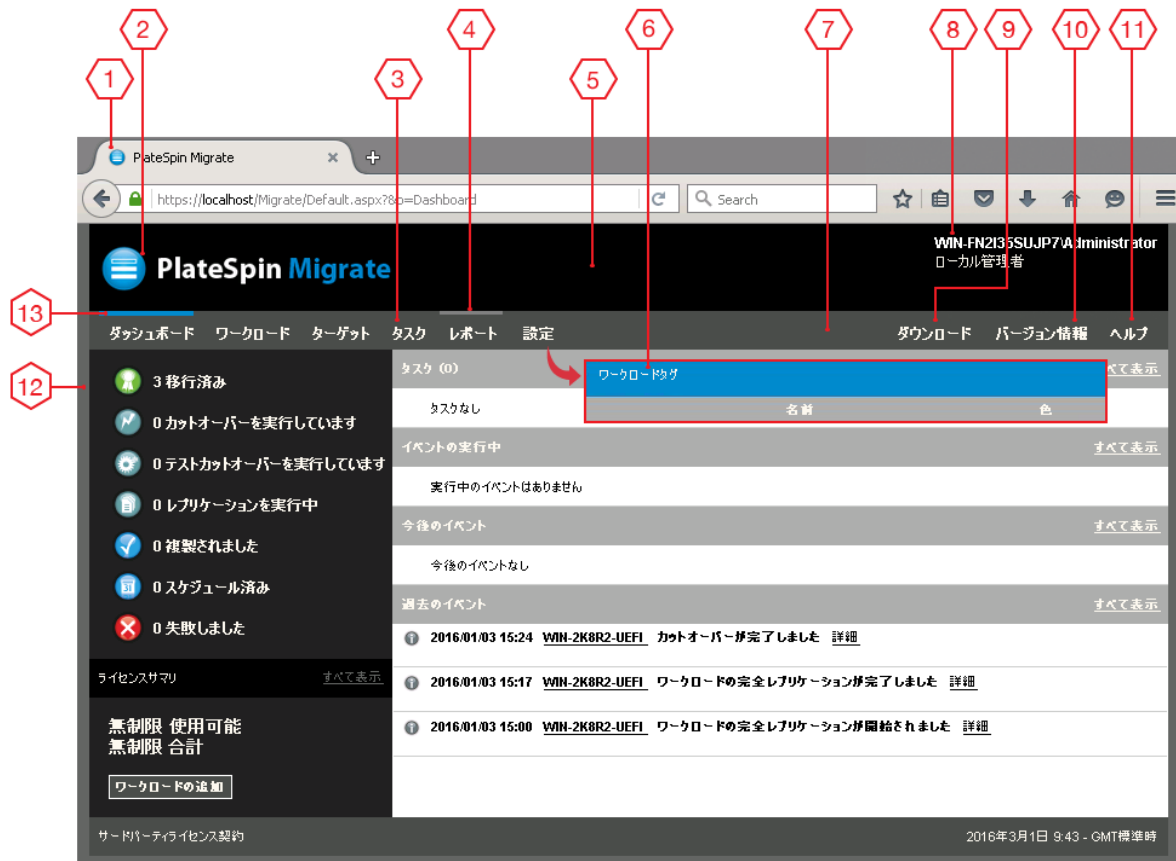 2
4
6
7
8
9
10
11
1
3
5
PlateSpin Migrate
https://localhost/Migrate/Default.aspx?&p=Dashboard
Search
PlateSpin Migrate
WIN-FN2I35SUJP7\Administrator
ローカル管理者
13
ダッシュボード ワークロード ターゲット タスク レポート 設定 ダウンロード バージョン情報 ヘルプ
12
3 移行済み
0 カットオーバーを実行しています
0 テストカットオーバーを実行しています
0 レプリケーションを実行中
0 複製されました
31
0 スケジュール済み
0 失敗しました
ライセンスサマリ すべて表示
無制限 使用可能
無制限 合計
ワークロードの追加
タスク (0) べて表示
ワークロードタグ
名前 色
タスクなし
イベントの実行中 すべて表示
実行中のイベントはありません
今後のイベント すべて表示
今後のイベントなし
過去のイベント すべて表示
2016/01/03 15:24 WIN-2K8R2-UEFI カットオーバーが完了しました 詳細
2016/01/03 15:17 WIN-2K8R2-UEFI ワークロードの完全レプリケーションが完了しました 詳細
2016/01/03 15:00 WIN-2K8R2-UEFI ワークロードの完全レプリケーションが開始されました 詳細
サードパーティライセンス契約
2016年3月1日 9:43 - GMT標準時